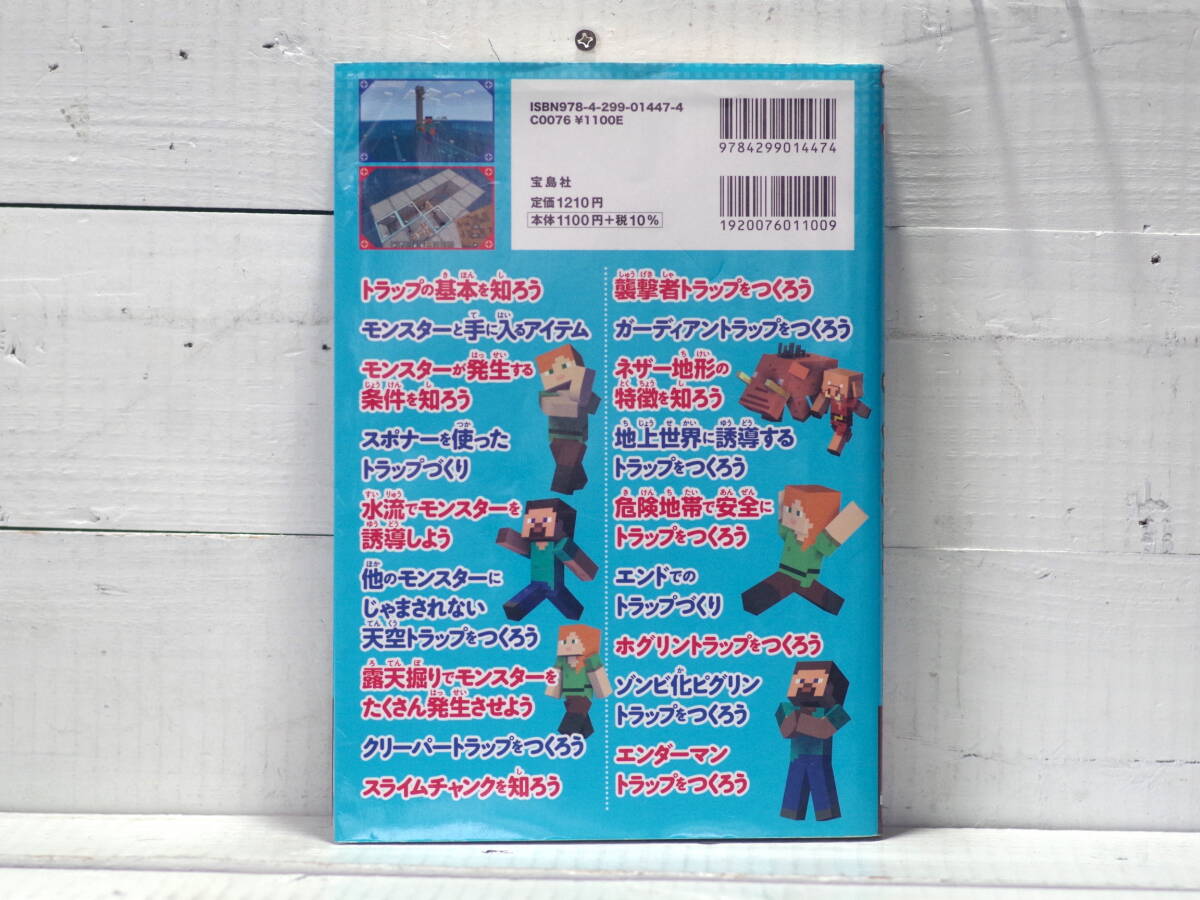 ISBN978-4-299-01447-4
C0076 ¥1100E
9784299014474
宝島社
定価1210円
本体1100円+税10%
1920076011009
トラップの基本を知ろう
モンスターと手に入るアイテム
モンスターが発生する
条件を知ろう
スポナーを使った
トラップづくり
水流でモンスターを
誘導しよう
他のモンスターに
じゃまされない
天空トラップをつくろう
露天掘りでモンスターを
たくさん発生させよう
クリーパートラップをつくろう
スライムチャンクを知ろう
襲撃者トラップをつくろう
ガーディアントラップをつくろう
ネザー地形の
特徴を知ろう
地上世界に誘導する
トラップをつくろう
危険地帯で安全に
トラップをつくろう
エンドでの
トラップづくり
ホグリントラップをつくろう
ゾンビ化ピグリン
トラップをつくろう
エンダーマン
トラップをつくろう